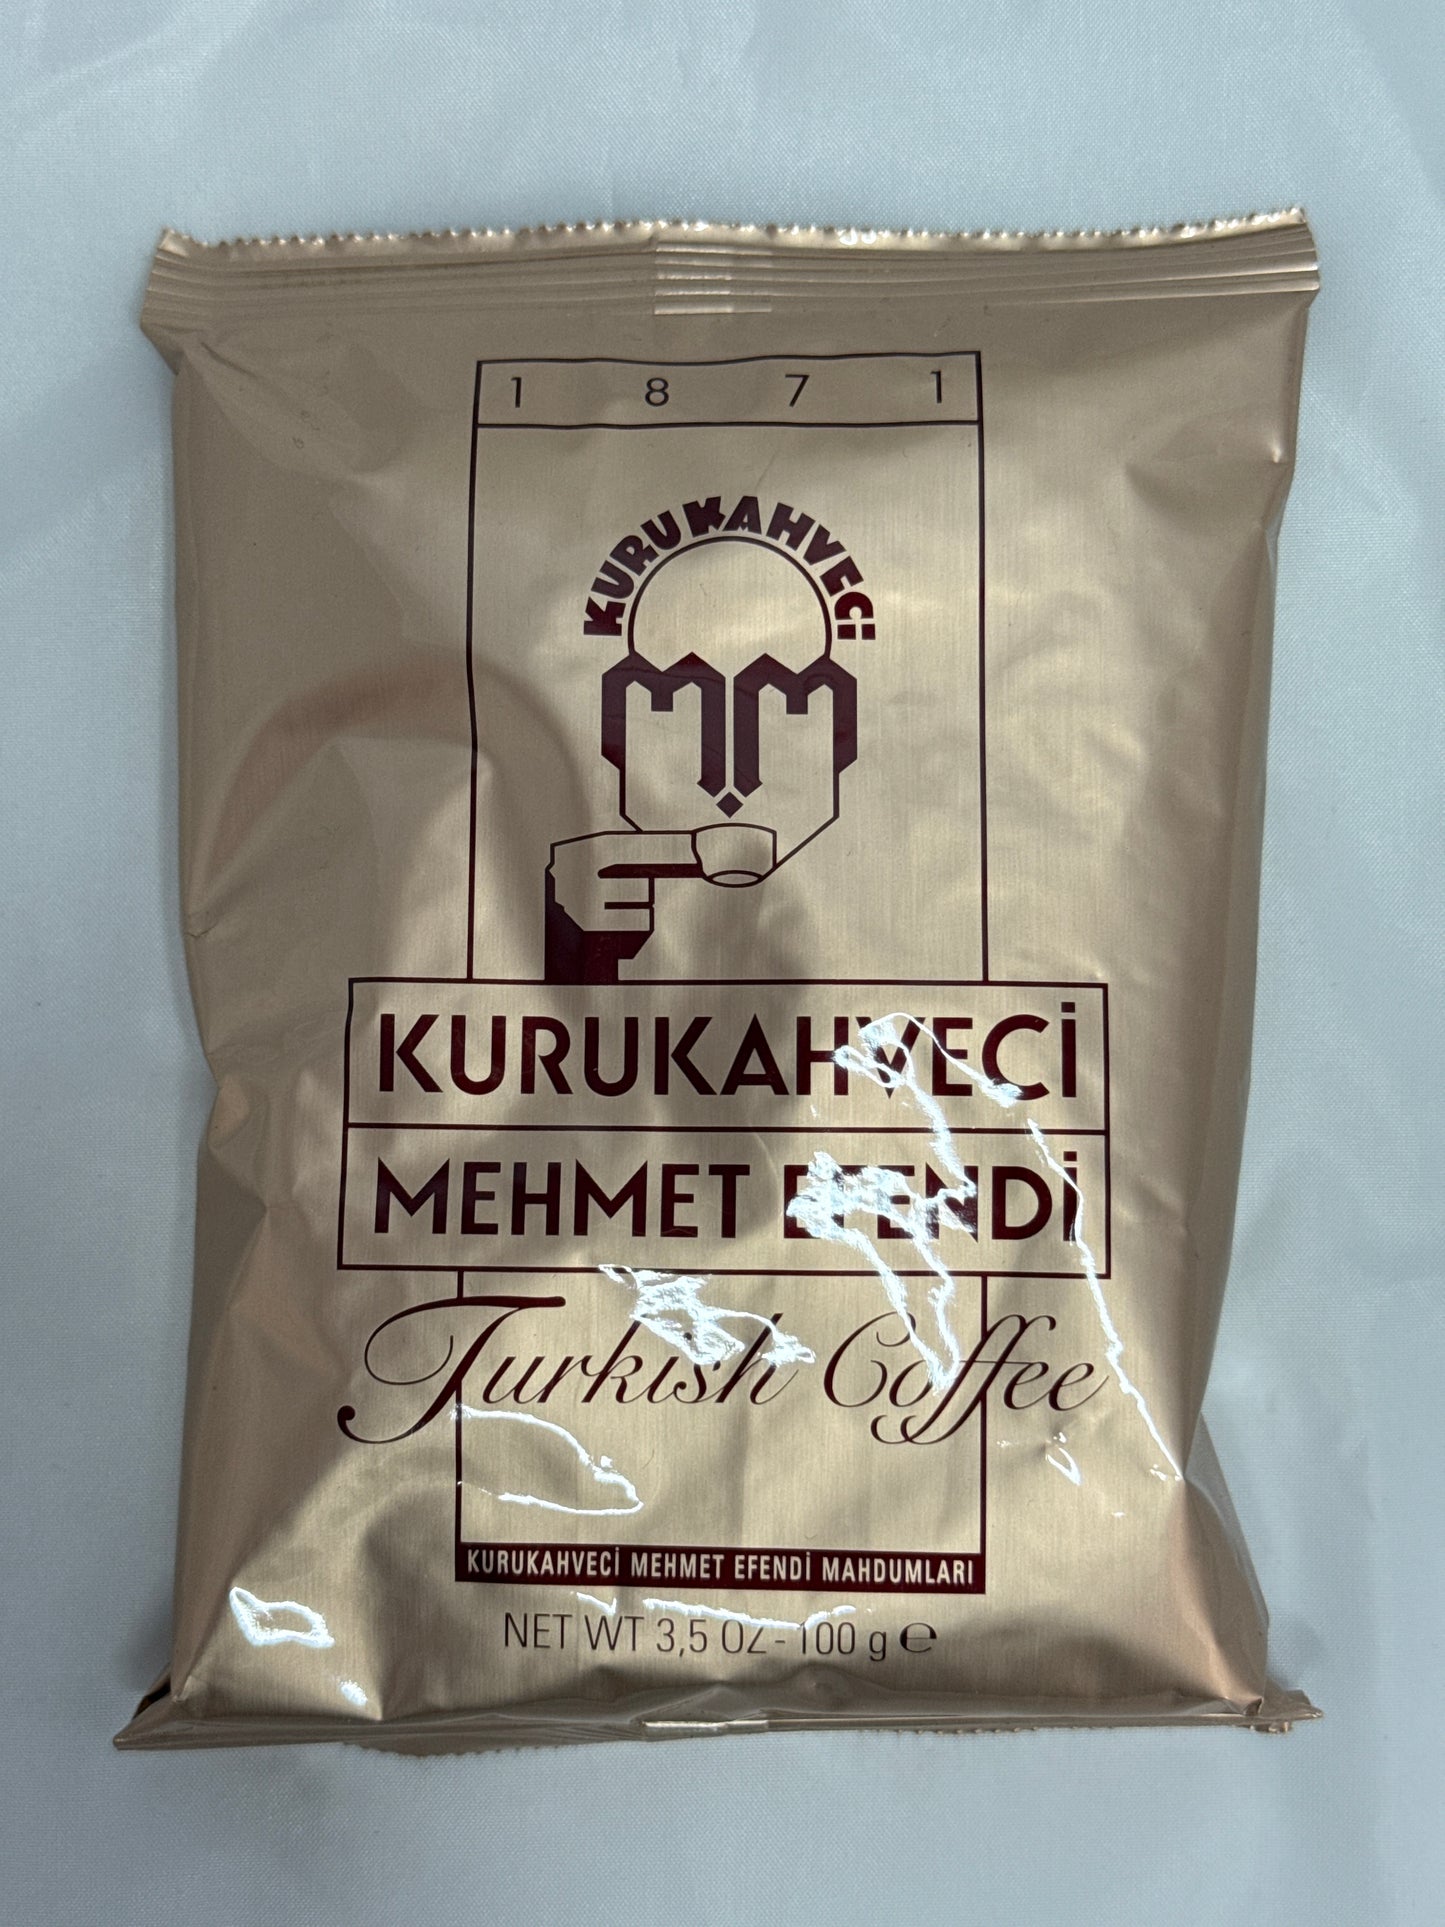 1 8 7 1
KURUKAHVECİ
MM
KURUKAHVECİ
MEHMET EFENDİ
Turkish Coffee
KURUKAHVECİ MEHMET EFENDİ MAHDUMLARI
NET WT 3,5 OZ - 100 g ℮